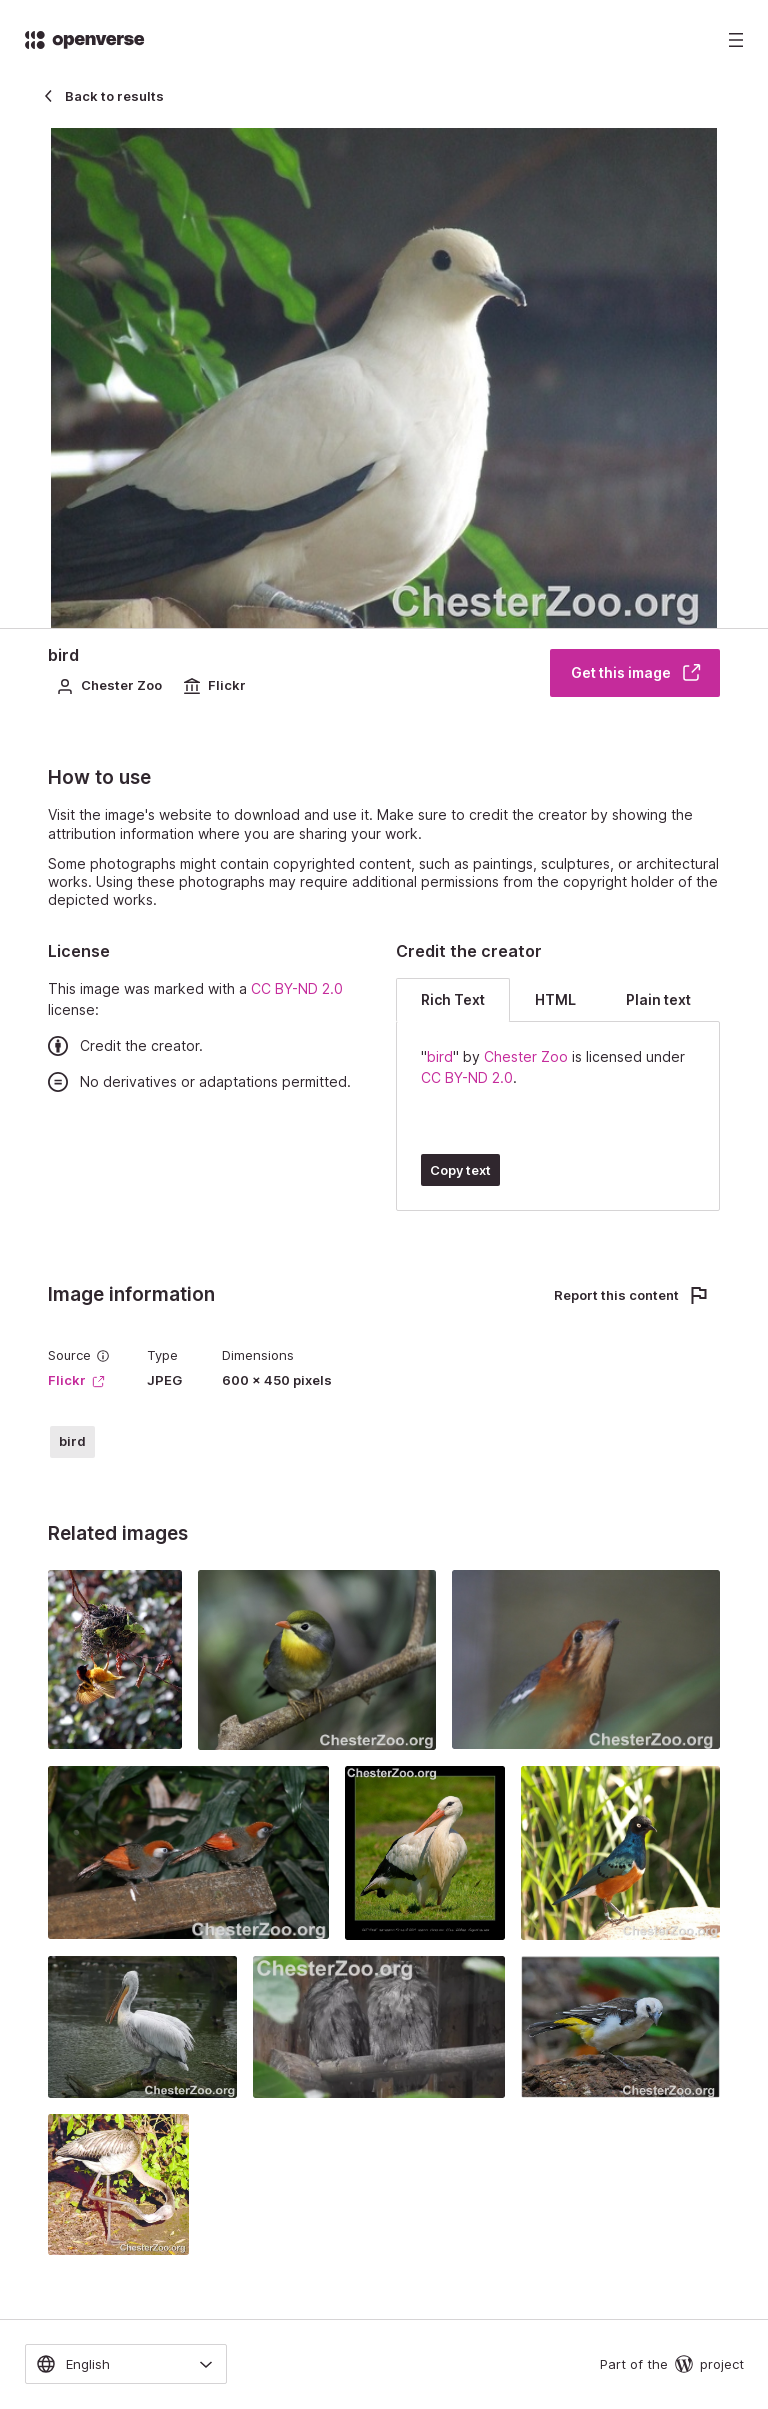 openverse
Back to results
ChesterZoo.org
bird
Chester Zoo Flickr
Get this image
How to use
Visit the image's website to download and use it. Make sure to credit the creator by showing the
attribution information where you are sharing your work.
Some photographs might contain copyrighted content, such as paintings, sculptures, or architectural
works. Using these photographs may require additional permissions from the copyright holder of the
depicted works.
License
This image was marked with a CC BY-ND 2.0
license:
Credit the creator.
No derivatives or adaptations permitted.
Credit the creator
Rich Text HTML Plain text
"bird" by Chester Zoo is licensed under
CC BY-ND 2.0.
Copy text
Image information
Report this content
Source Type Dimensions
Flickr JPEG 600 × 450 pixels
bird
Related images
ChesterZoo.org
ChesterZoo.org
ChesterZoo.org
ChesterZoo.org
ChesterZoo.org
ChesterZoo.org
ChesterZoo.org
ChesterZoo.org
ChesterZoo.org
English
Part of the project